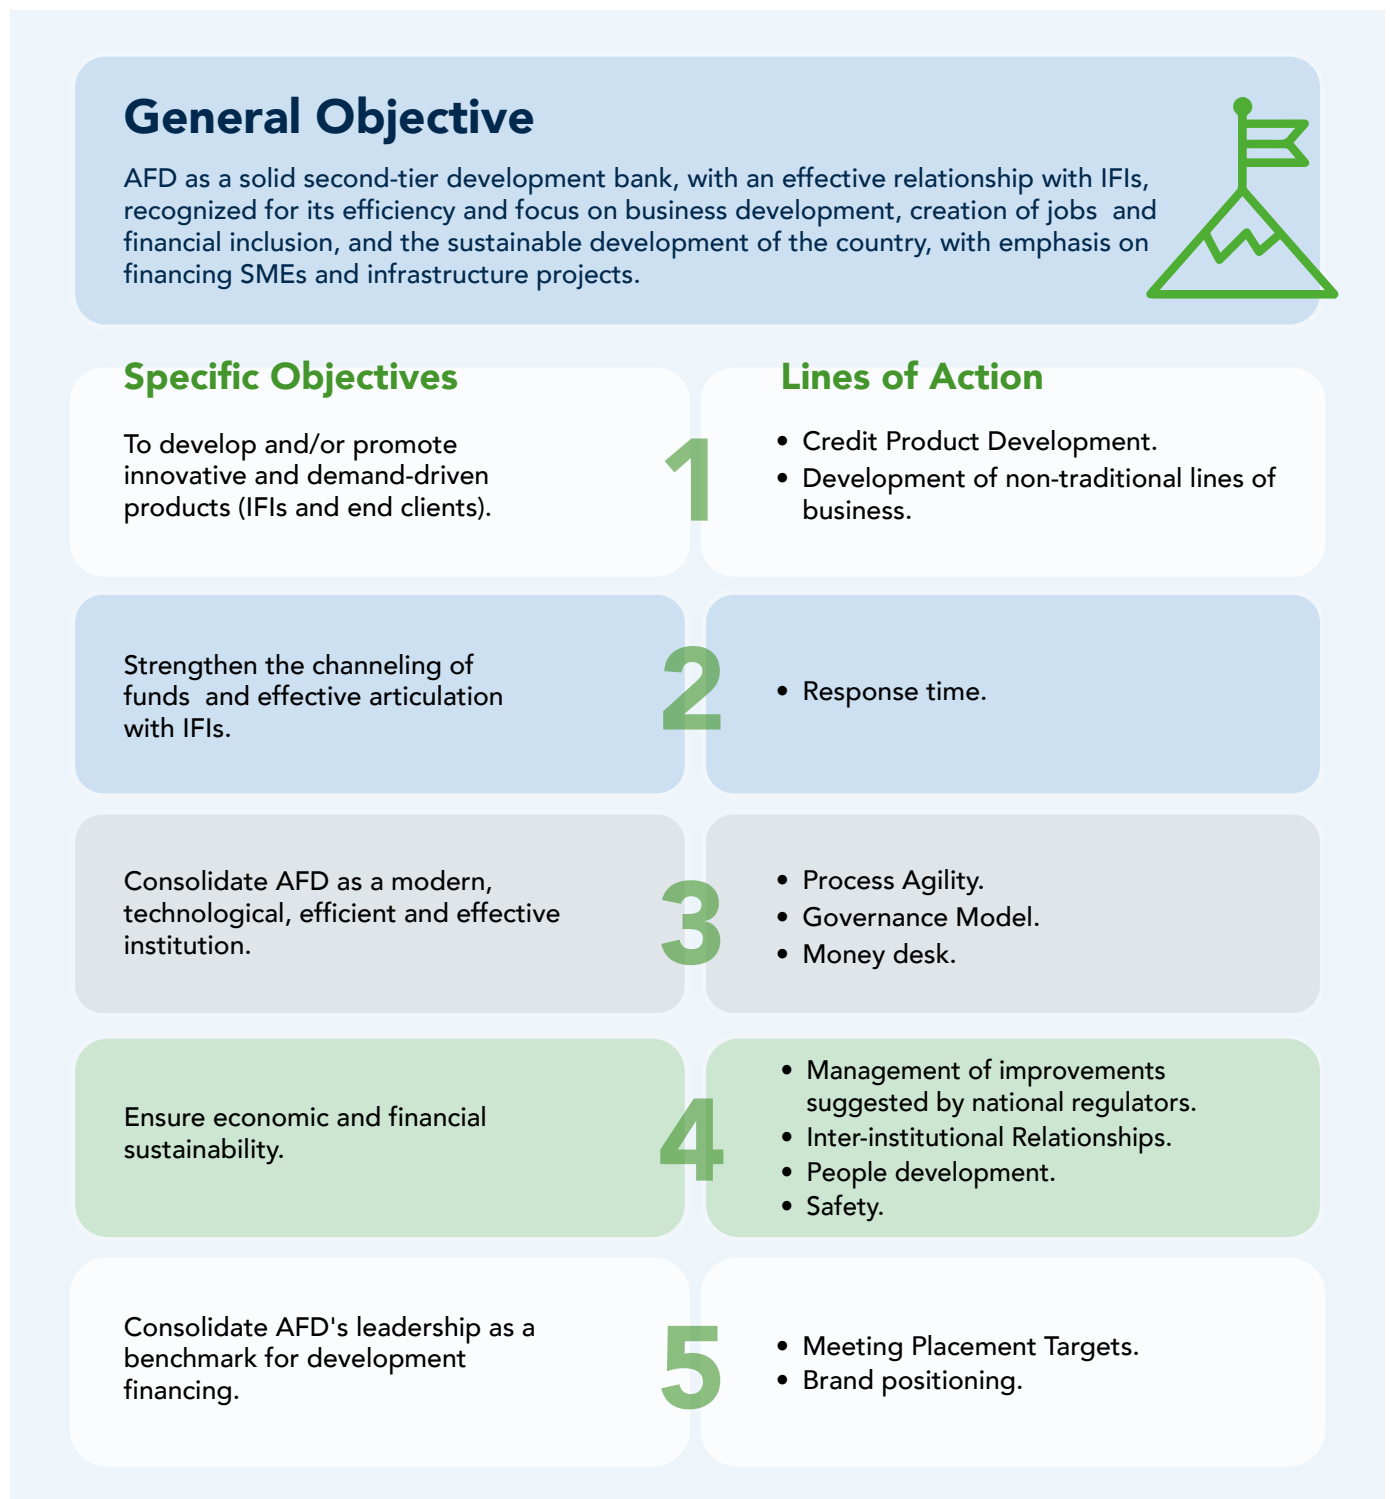 General Objective
AFD as a solid second-tier development bank, with an effective relationship with IFIs,
recognized for its efficiency and focus on business development, creation of jobs  and
financial inclusion, and the sustainable development of the country, with emphasis on
financing SMEs and infrastructure projects.
Specific Objectives
Lines of Action
To develop and/or promote
innovative and demand-driven
products (IFIs and end clients).
1
• Credit Product Development.
• Development of non-traditional lines of
business.
Strengthen the channeling of
funds  and effective articulation
with IFIs.
2
• Response time.
Consolidate AFD as a modern,
technological, efficient and effective
institution.
3
• Process Agility.
• Governance Model.
• Money desk.
Ensure economic and financial
sustainability.
4
• Management of improvements
suggested by national regulators.
• Inter-institutional Relationships.
• People development.
• Safety.
Consolidate AFD's leadership as a
benchmark for development
financing.
5
• Meeting Placement Targets.
• Brand positioning.